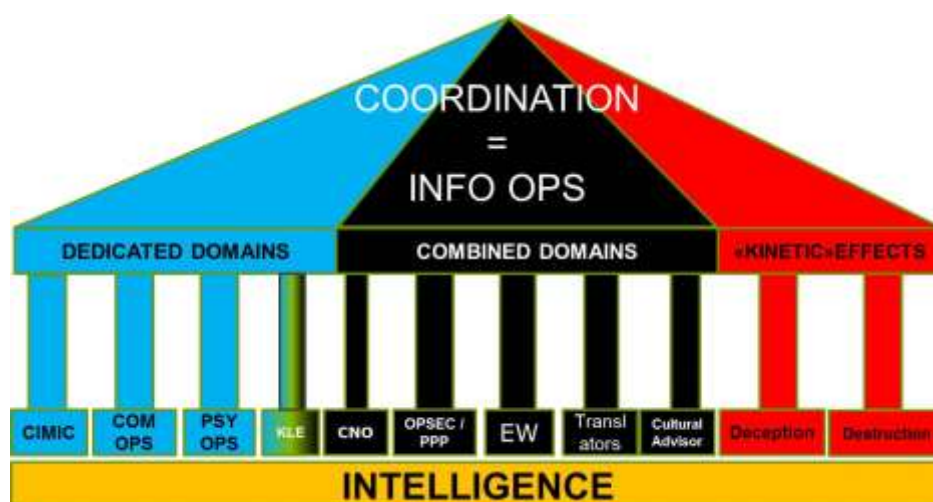 COORDINATION
=
INFO OPS
DEDICATED DOMAINS
COMBINED DOMAINS
«KINETIC»EFFECTS
CIMIC
COM
OPS
PSY
OPS
KLE
CNO
OPSEC /
PPP
EW
Transl
ators
Cultural
Advisor
Deception
Destruction
INTELLIGENCE